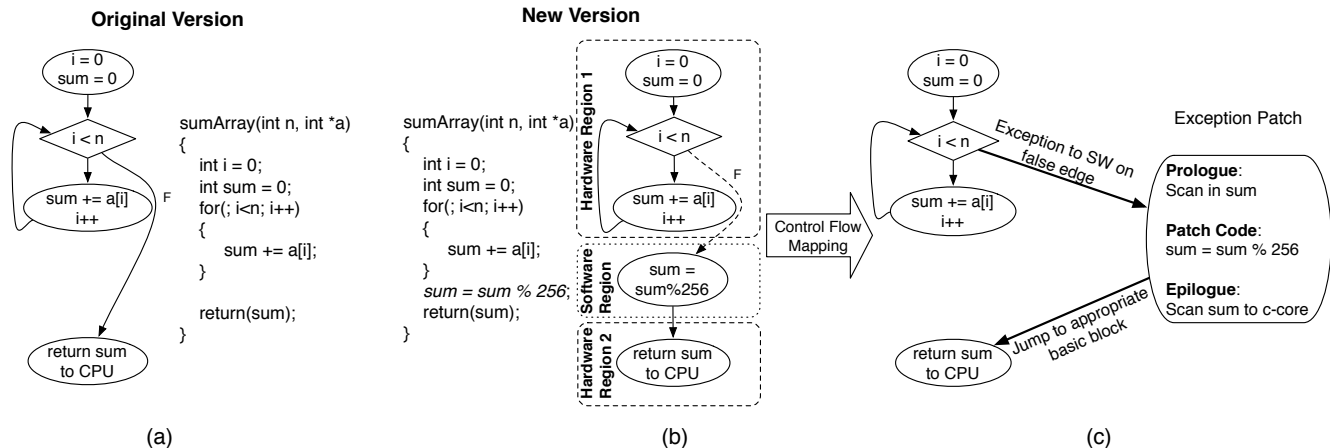 Original Version
i = 0
sum = 0
i < n
F
sum += a[i]
i++
return sum
to CPU
sumArray(int n, int *a)
{
int i = 0;
int sum = 0;
for(; i<n; i++)
{
sum += a[i];
}
return(sum);
}
(a)
New Version
sumArray(int n, int *a)
{
int i = 0;
int sum = 0;
for(; i<n; i++)
{
sum += a[i];
}
sum = sum % 256;
return(sum);
}
Hardware Region 1
i = 0
sum = 0
i < n
F
sum += a[i]
i++
Software
Region
sum =
sum%256
Hardware
Region 2
return sum
to CPU
(b)
Control Flow
Mapping
i = 0
sum = 0
i < n
sum += a[i]
i++
Exception to SW on
false edge
Exception Patch
Prologue:
Scan in sum
Patch Code:
sum = sum % 256
Epilogue:
Scan sum to c-core
Jump to appropriate
basic block
return sum
to CPU
(c)